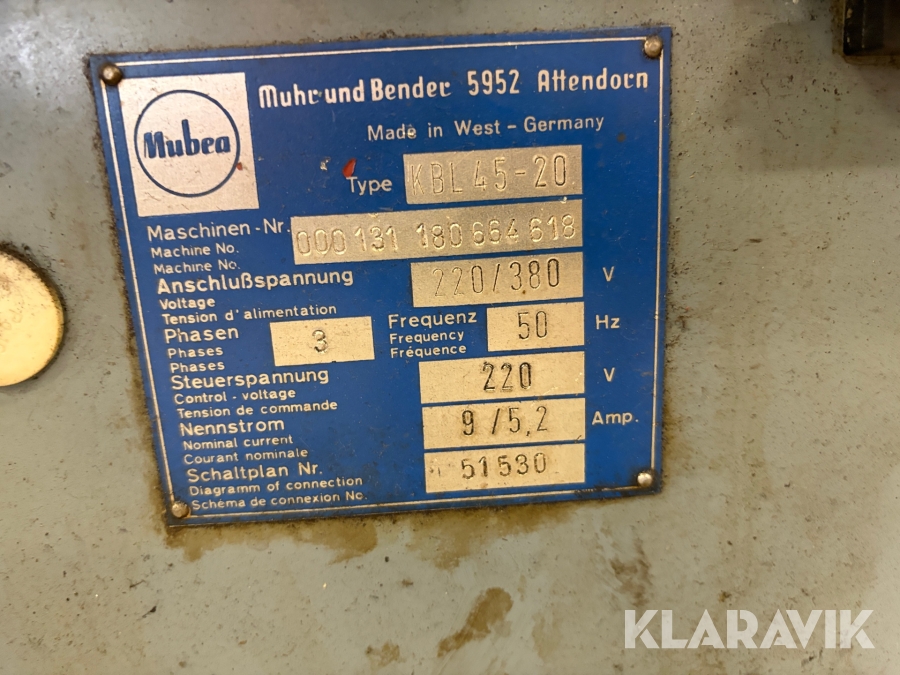 Mubea
Muhr und Bender 5952 Attendorn
Made in West - Germany
Type KBL 45-20
Maschinen - Nr. 000 131 180 664 618
Machine No.
Machine No.
Anschlußspannung 220/380 V
Voltage
Tension d' alimentation
Phasen 3 Frequenz 50 Hz
Phases Frequency
Phases Fréquence
Steuerspannung 220 V
Control - voltage
Tension de commande
Nennstrom 9/5,2 Amp.
Nominal current
Courant nominale
Schaltplan Nr. 51530
Diagramm of connection
Schéma de connexion No.
KLARAVIK